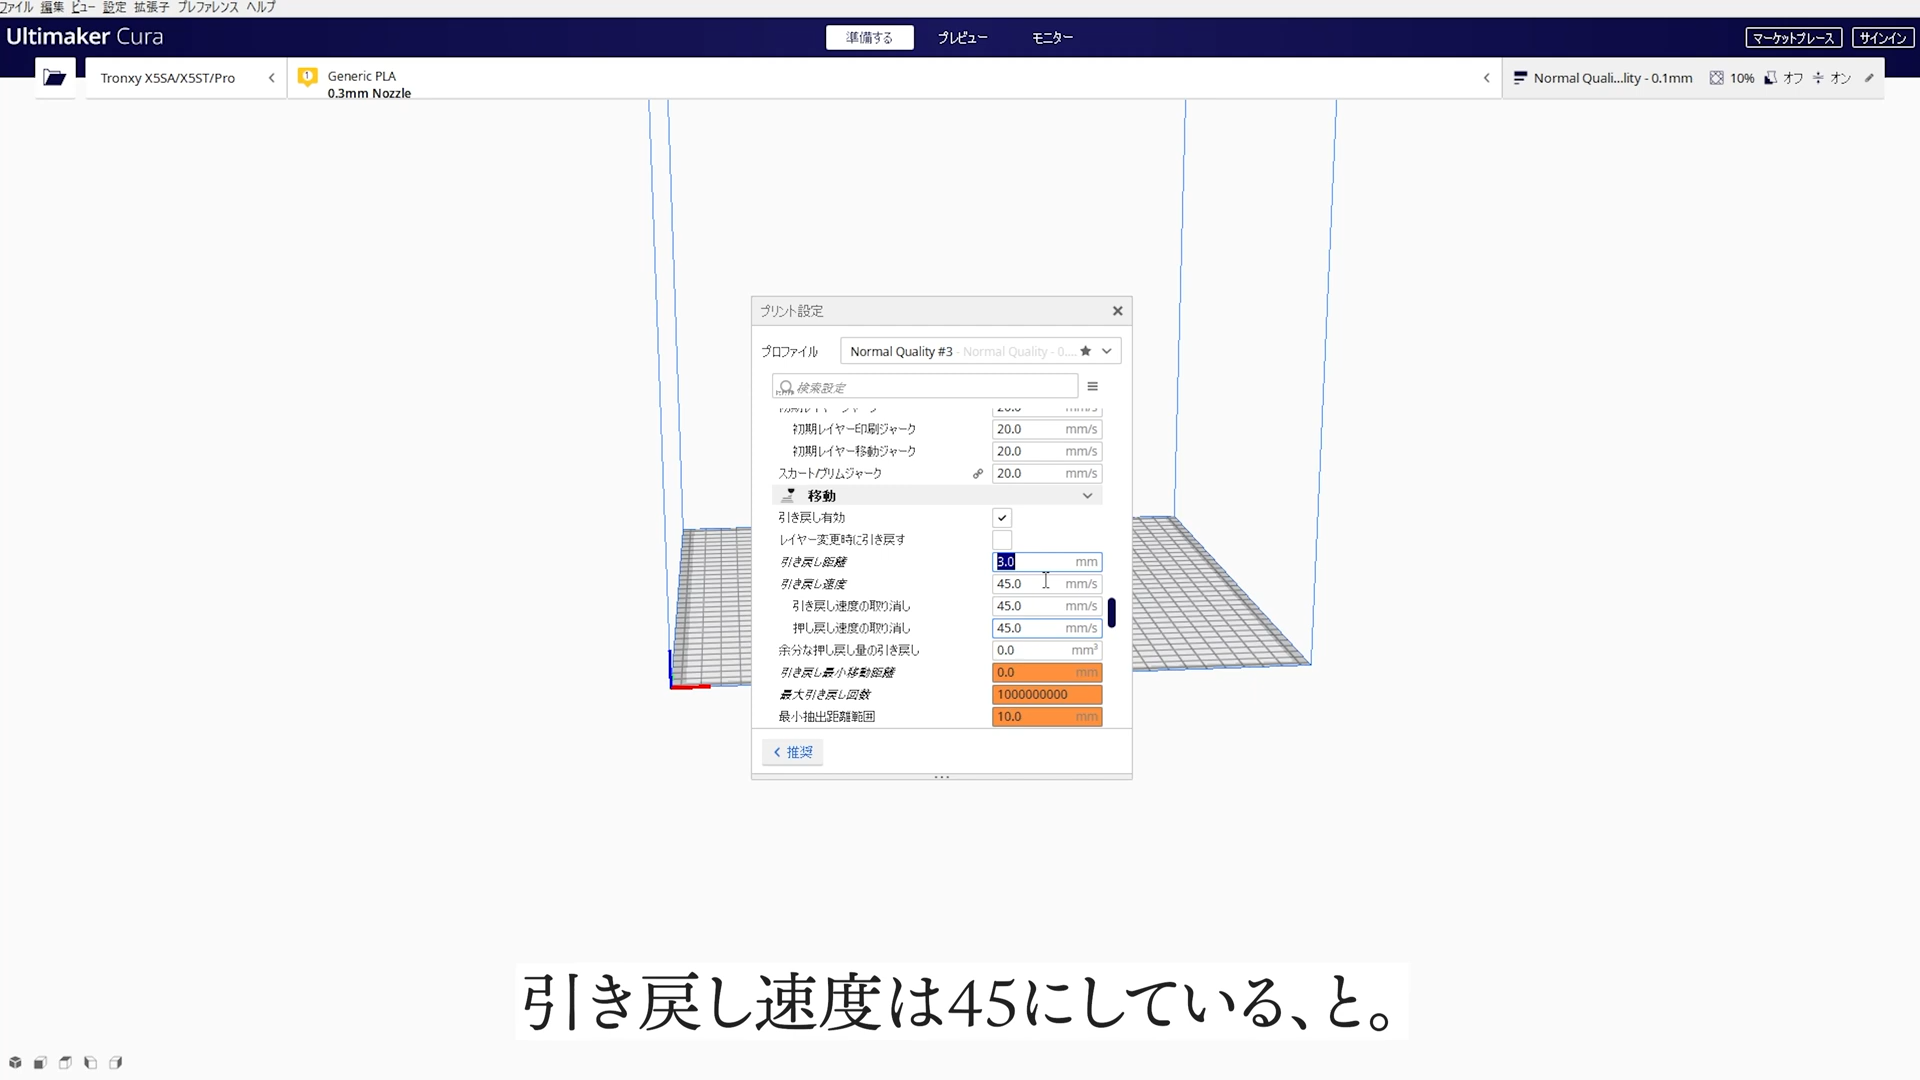 ファイル 編集 ビュー 設定 拡張子 プレファレンス ヘルプ
Ultimaker Cura
準備する プレビュー モニター
マーケットプレース サインイン
Tronxy X5SA/X5ST/Pro
1 Generic PLA
0.3mm Nozzle
Normal Quali...lity - 0.1mm 10% オフ オン
プリント設定
プロファイル Normal Quality #3 - Normal Quality - 0....
検索設定
初期レイヤージャーク 20.0 mm/s
初期レイヤー印刷ジャーク 20.0 mm/s
初期レイヤー移動ジャーク 20.0 mm/s
スカート/ブリムジャーク 20.0 mm/s
移動
引き戻し有効
レイヤー変更時に引き戻す
引き戻し距離 3.0 mm
引き戻し速度 45.0 mm/s
引き戻し速度の取り消し 45.0 mm/s
押し戻し速度の取り消し 45.0 mm/s
余分な押し戻し量の引き戻し 0.0 mm³
引き戻し最小移動距離 0.0 mm
最大引き戻し回数 1000000000
最小抽出距離範囲 10.0 mm
推奨
引き戻し速度は45にしている、と。